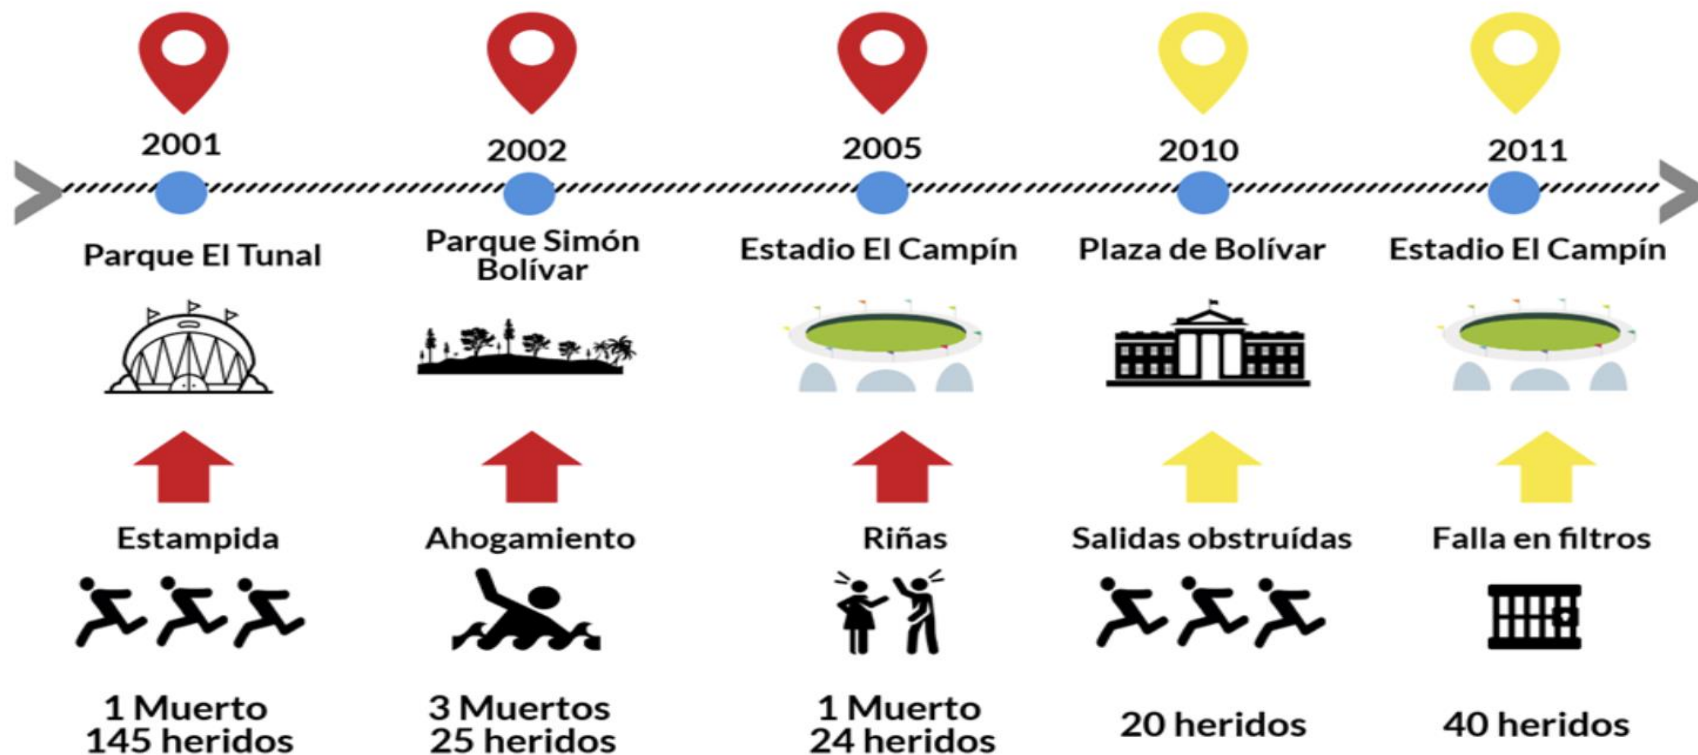 2001
2002
2005
2010
2011
Parque El Tunal
Parque Simón
Bolívar
Estadio El Campín
Plaza de Bolívar
Estadio El Campín
Estampida
Ahogamiento
Riñas
Salidas obstruídas
Falla en filtros
1 Muerto
145 heridos
3 Muertos
25 heridos
1 Muerto
24 heridos
20 heridos
40 heridos